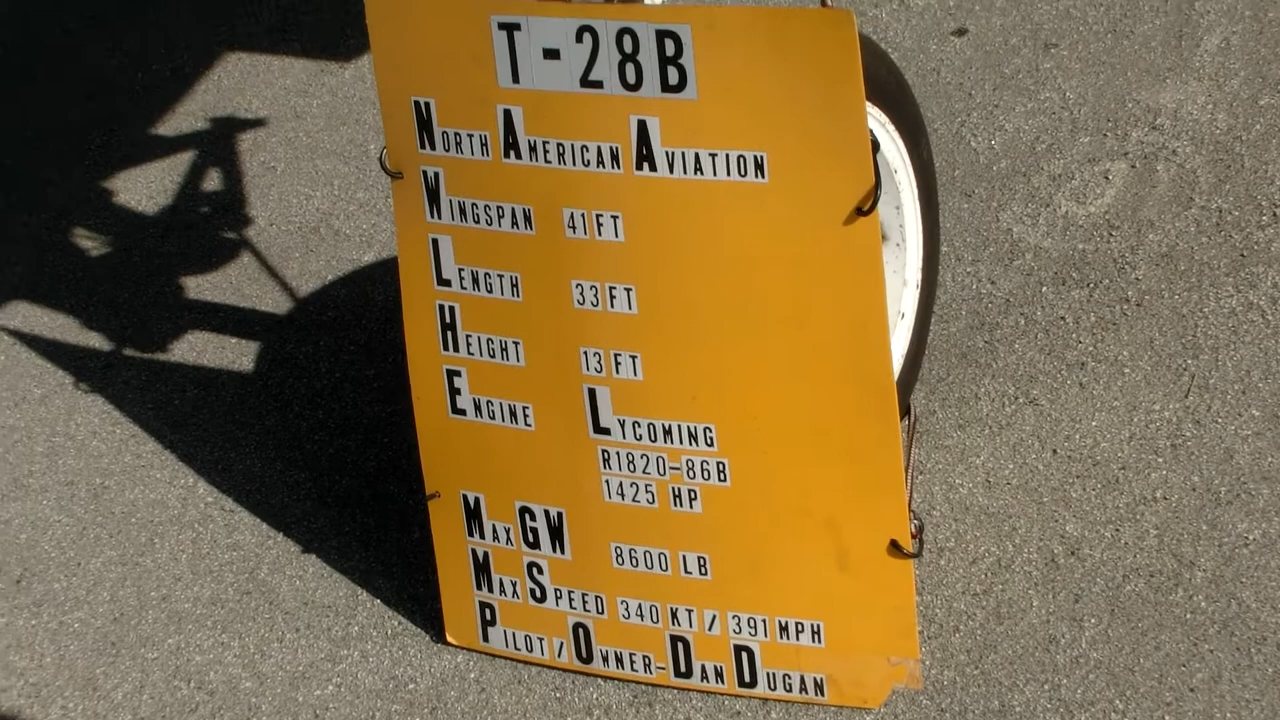 T-28B
NORTH AMERICAN AVIATION
WINGSPAN 41 FT
LENGTH 33 FT
HEIGHT 13 FT
ENGINE LYCOMING
R1820-86B
1425 HP
MAX GW 8600 LB
MAX SPEED 340 KT / 391 MPH
PILOT/OWNER-DAN DUGAN